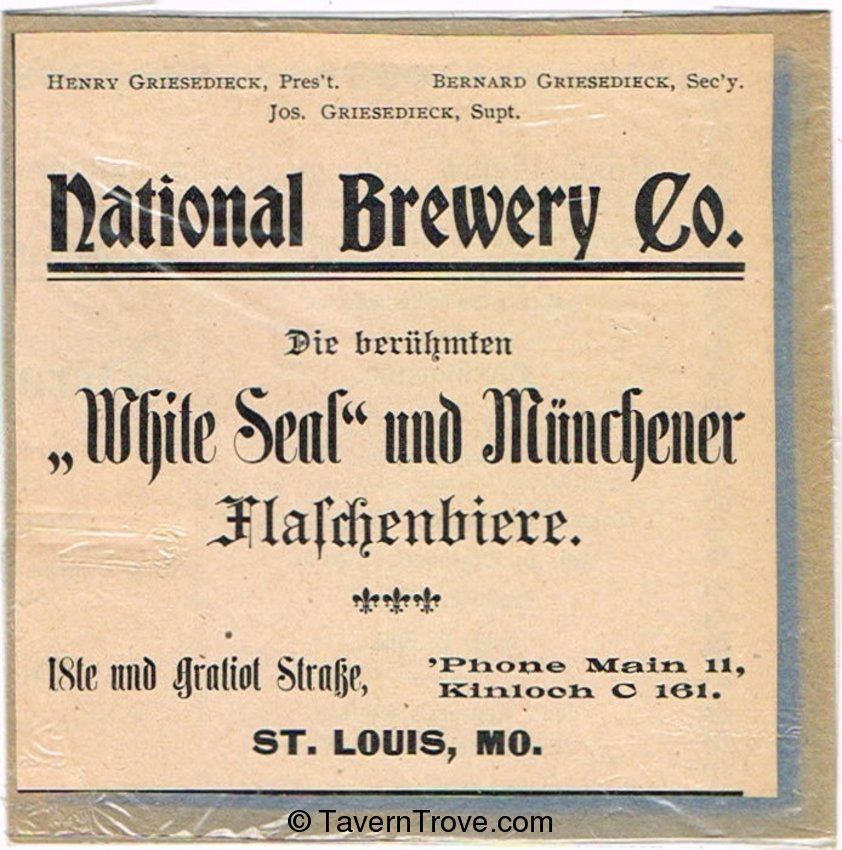 HENRY GRIESEDIECK, Pres't. BERNARD GRIESEDIECK, Sec'y.
JOS. GRIESEDIECK, Supt.
National Brewery Co.
Die berühmten
„White Seal“ und Münchener
Flaschenbiere.
18te und Gratiot Straße, 'Phone Main 11,
Kinloch C 161.
ST. LOUIS, MO.
© TavernTrove.com